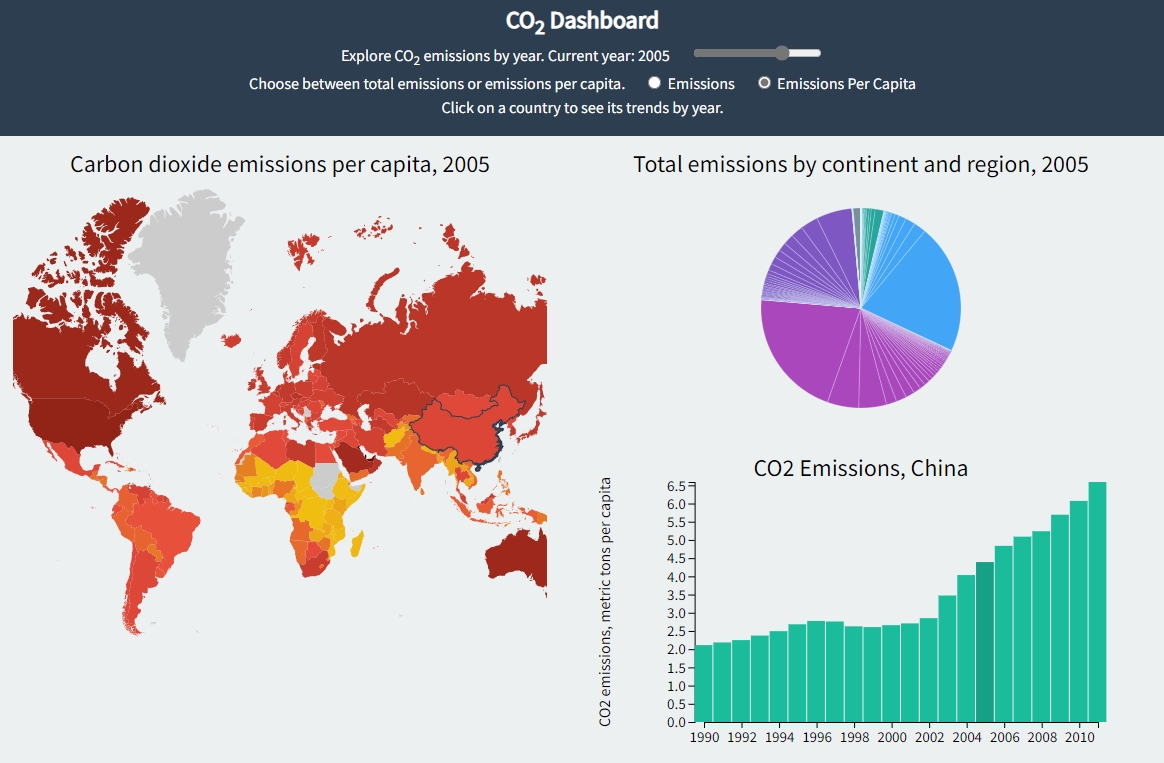 CO2 Dashboard
Explore CO2 emissions by year. Current year: 2005
Choose between total emissions or emissions per capita. Emissions Emissions Per Capita
Click on a country to see its trends by year.
Carbon dioxide emissions per capita, 2005
Total emissions by continent and region, 2005
CO2 Emissions, China
CO2 emissions, metric tons per capita
6.5
6.0
5.5
5.0
4.5
4.0
3.5
3.0
2.5
2.0
1.5
1.0
0.5
0.0
1990 1992 1994 1996 1998 2000 2002 2004 2006 2008 2010